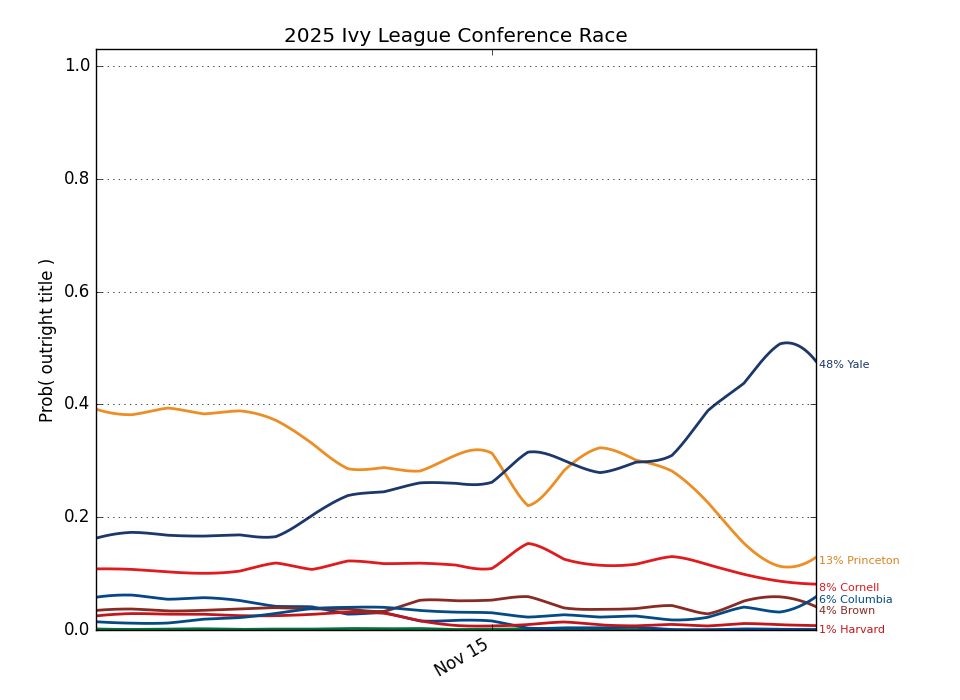 2025 Ivy League Conference Race
Prob( outright title )
1.0
0.8
0.6
0.4
0.2
0.0
Nov 15
48% Yale
13% Princeton
8% Cornell
6% Columbia
4% Brown
1% Harvard